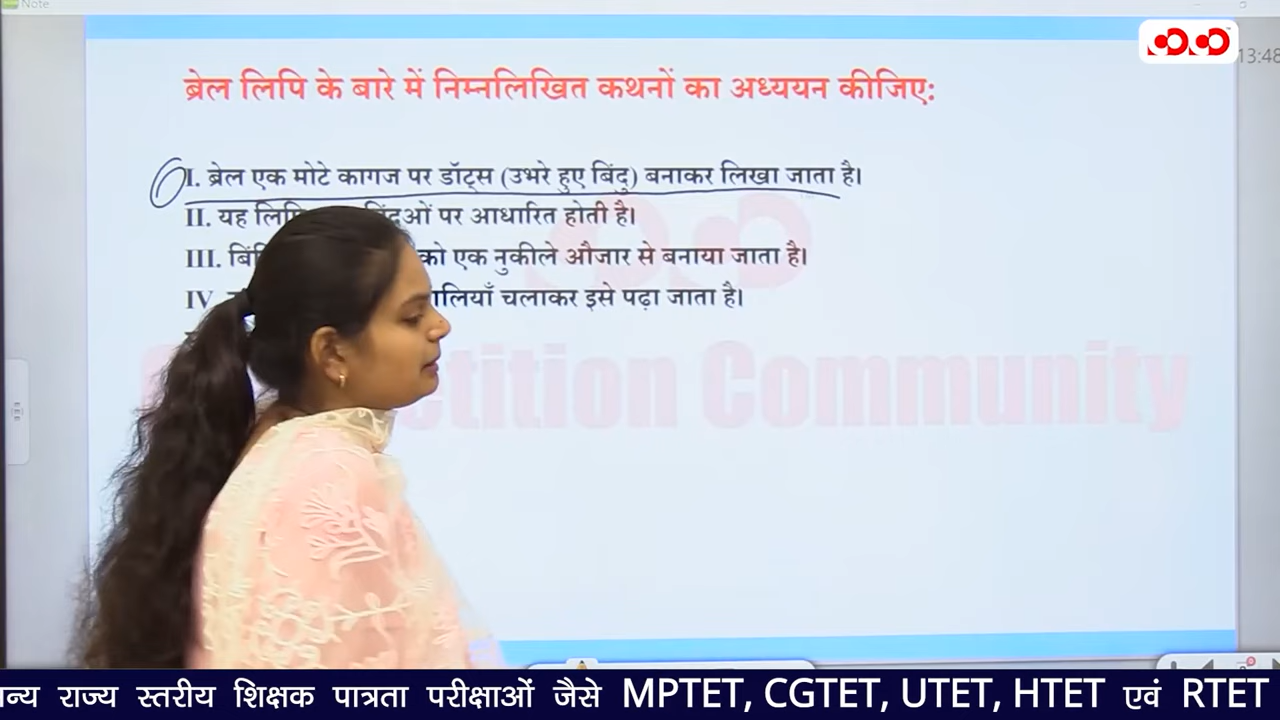 Note
13:48
ब्रेल लिपि के बारे में निम्नलिखित कथनों का अध्ययन कीजिए:
I. ब्रेल एक मोटे कागज पर डॉट्स (उभरे हुए बिंदु) बनाकर लिखा जाता है।
II. यह लिपि बिंदुओं पर आधारित होती है।
III. को एक नुकीले औजार से बनाया जाता है।
IV. चलाकर इसे पढ़ा जाता है।
Community
राज्य स्तरीय शिक्षक पात्रता परीक्षाओं जैसे MPTET, CGTET, UTET, HTET एवं RTET